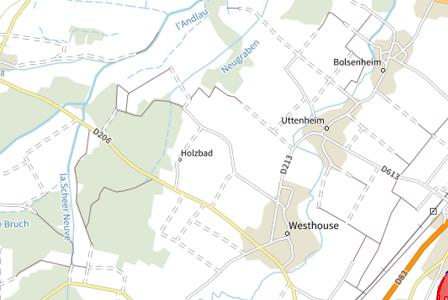 l'Andlau
Neugraben
Bolsenheim
Uttenheim
D206
Holzbad
D213
D613
la Scheer Neuve
Bruch
Westhouse
D83